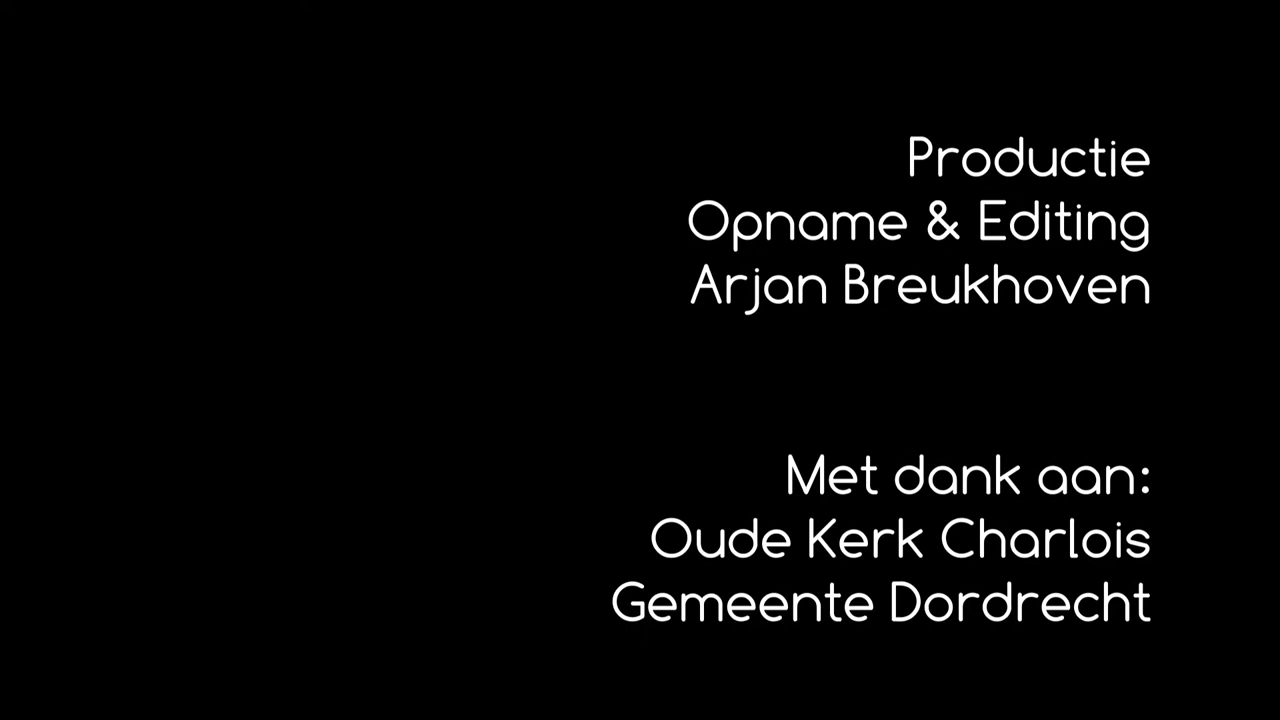 Productie
Opname & Editing
Arjan Breukhoven
Met dank aan:
Oude Kerk Charlois
Gemeente Dordrecht